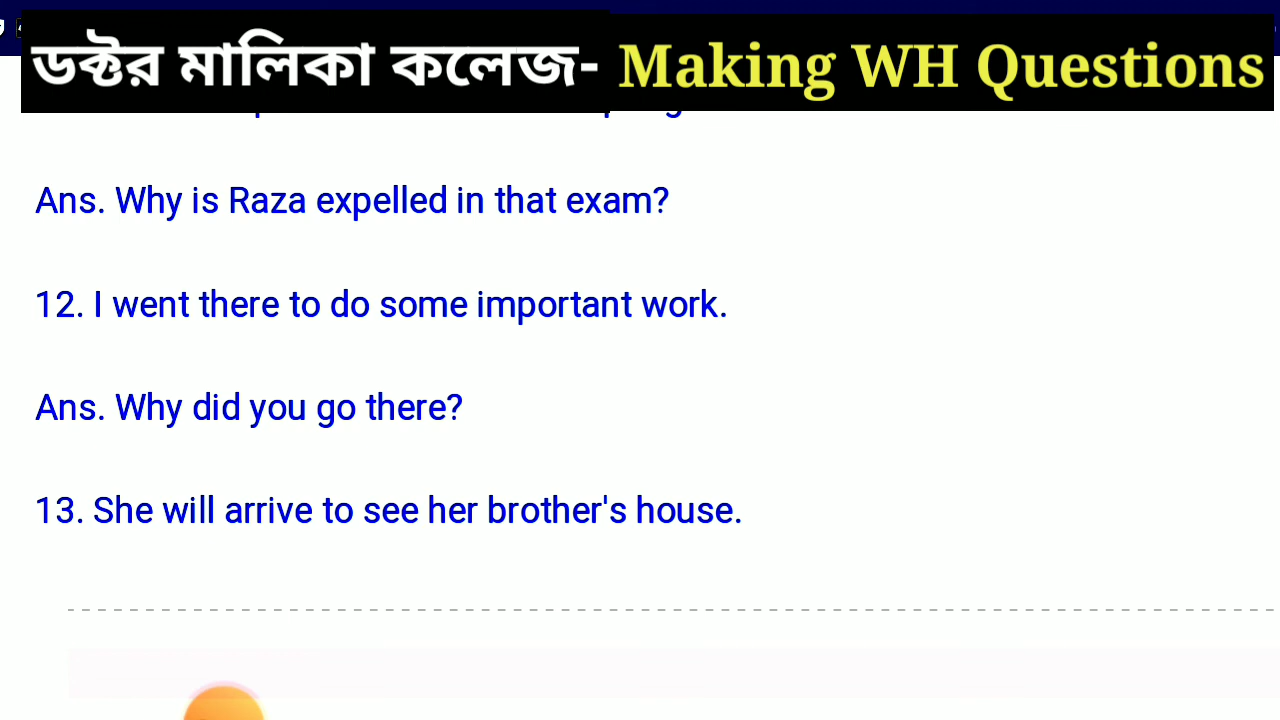 ডক্টর মালিকা কলেজ- Making WH Questions
Ans. Why is Raza expelled in that exam?
12. I went there to do some important work.
Ans. Why did you go there?
13. She will arrive to see her brother's house.